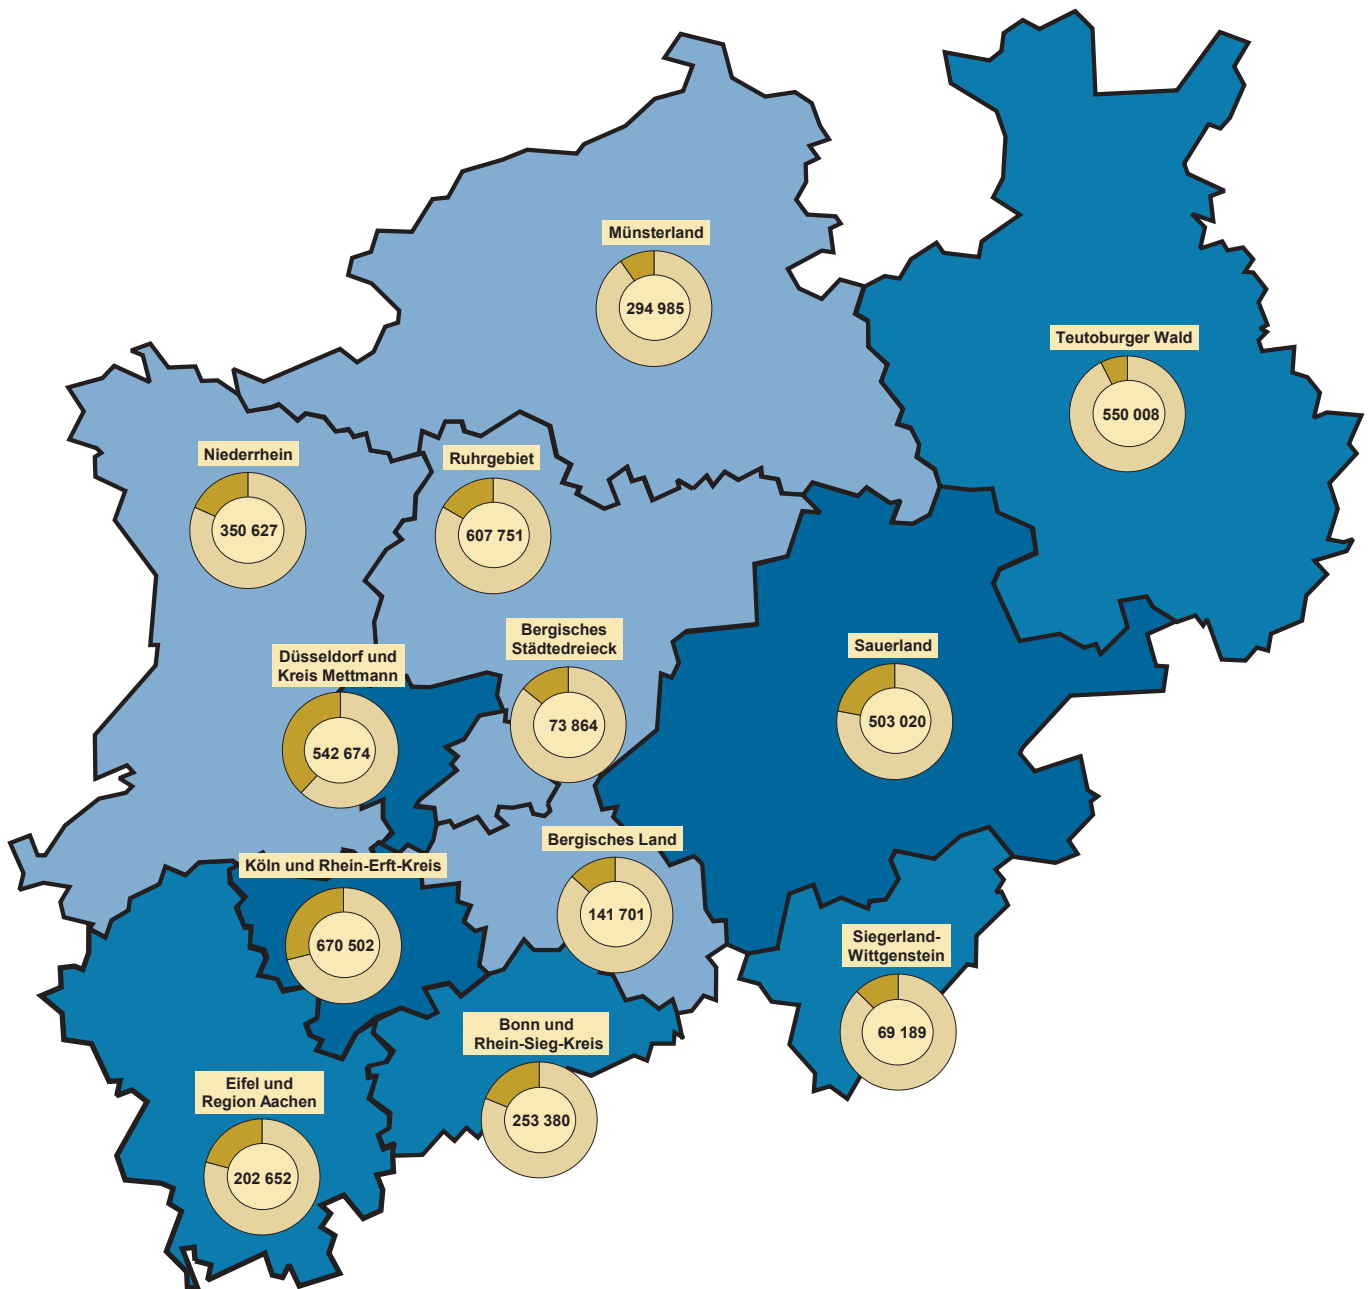 Münsterland
294 985
Teutoburger Wald
550 008
Niederrhein
350 627
Ruhrgebiet
607 751
Bergisches
Städtedreieck
73 864
Düsseldorf und
Kreis Mettmann
542 674
Sauerland
503 020
Bergisches Land
141 701
Köln und Rhein-Erft-Kreis
670 502
Siegerland-
Wittgenstein
69 189
Bonn und
Rhein-Sieg-Kreis
253 380
Eifel und
Region Aachen
202 652